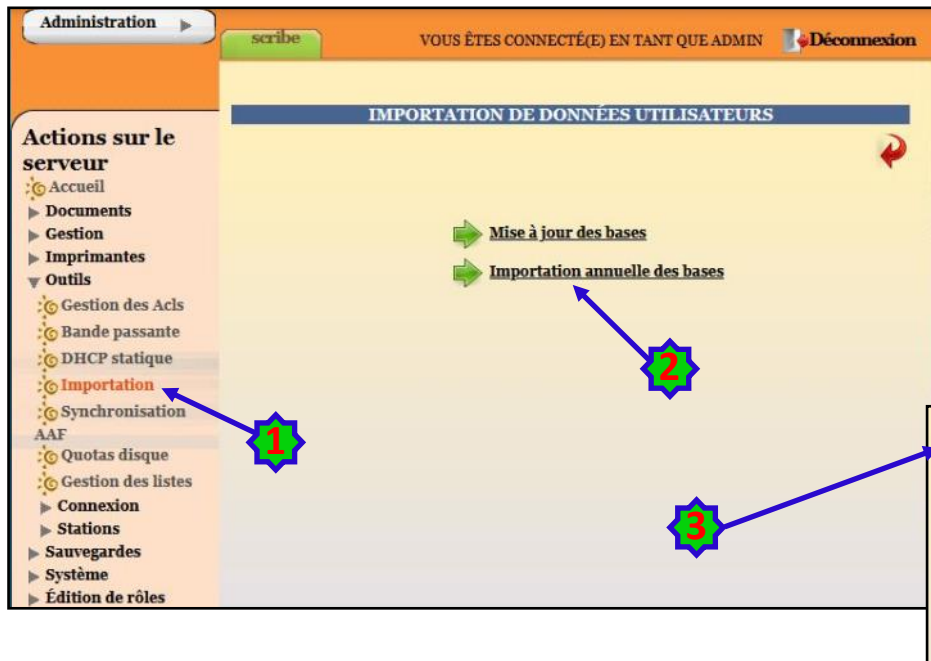 Administration
scribe
VOUS ÊTES CONNECTÉ(E) EN TANT QUE ADMIN
Déconnexion
IMPORTATION DE DONNÉES UTILISATEURS
Actions sur le
serveur
Accueil
Documents
Gestion
Imprimantes
Outils
Gestion des Acls
Bande passante
DHCP statique
Importation
Synchronisation
AAF
Quotas disque
Gestion des listes
Connexion
Stations
Sauvegardes
Système
Édition de rôles
Mise à jour des bases
Importation annuelle des bases
1
2
3